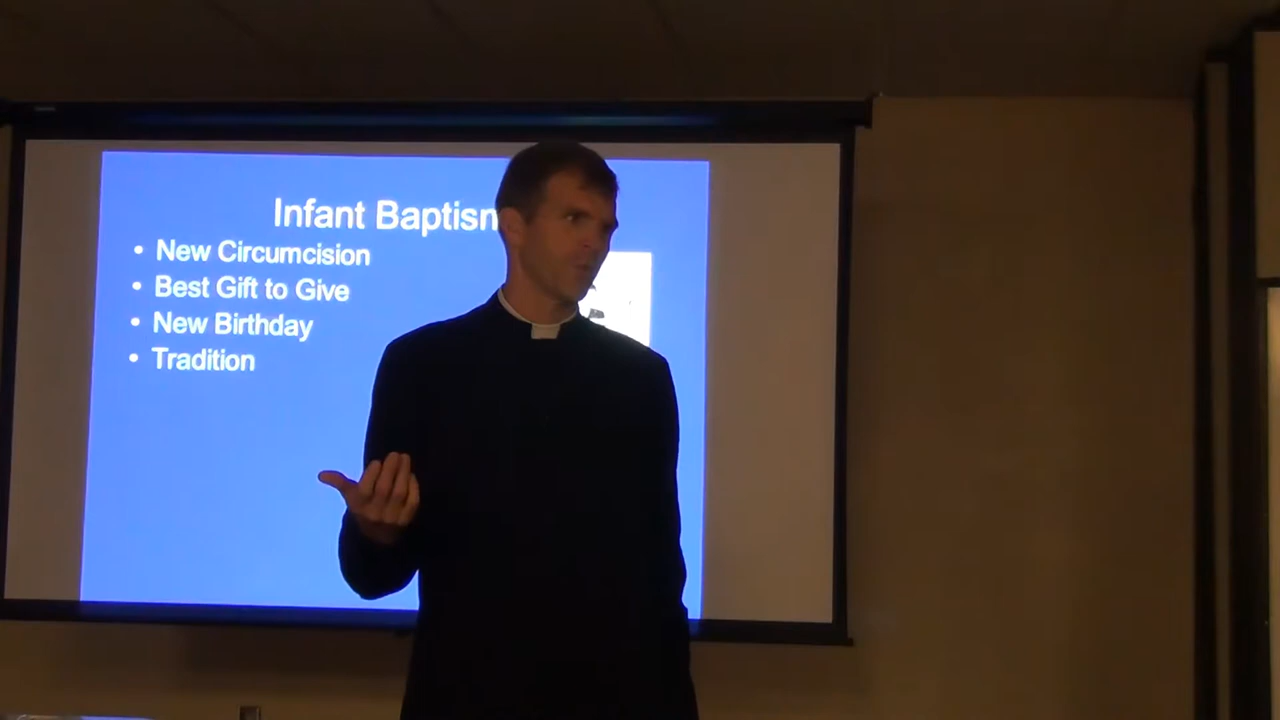 Infant Baptism
• New Circumcision
• Best Gift to Give
• New Birthday
• Tradition